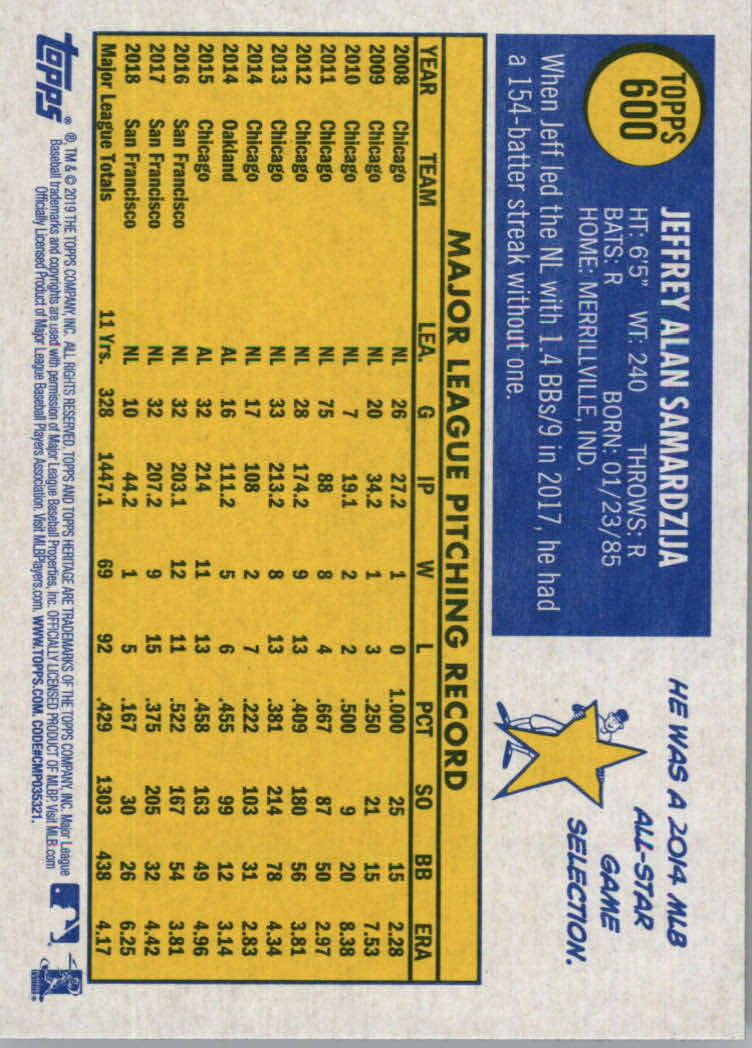 TOPPS
600
JEFFREY ALAN SAMARDZIJA
HT: 6'5" WT: 240 THROWS: R
BATS: R BORN: 01/23/85
HOME: MERRILLVILLE, IND.
When Jeff led the NL with 1.4 BBs/9 in 2017, he had
a 154-batter streak without one.
HE WAS A 2014 MLB
ALL-STAR
GAME
SELECTION.
MAJOR LEAGUE PITCHING RECORD
YEAR TEAM LEA. G IP W L PCT SO BB ERA
2008 Chicago NL 26 27.2 1 0 1.000 25 15 2.28
2009 Chicago NL 20 34.2 1 3 .250 21 15 7.53
2010 Chicago NL 7 19.1 2 2 .500 9 20 8.38
2011 Chicago NL 75 88 8 4 .667 87 50 2.97
2012 Chicago NL 28 174.2 9 13 .409 180 56 3.81
2013 Chicago NL 33 213.2 8 13 .381 214 78 4.34
2014 Chicago NL 17 108 2 7 .222 103 31 2.83
2014 Oakland AL 16 111.2 5 6 .455 99 12 3.14
2015 Chicago AL 32 214 11 13 .458 163 49 4.96
2016 San Francisco NL 32 203.1 12 11 .522 167 54 3.81
2017 San Francisco NL 32 207.2 9 15 .375 205 32 4.42
2018 San Francisco NL 10 44.2 1 5 .167 30 26 6.25
Major League Totals 11 Yrs. 328 1447.1 69 92 .429 1303 438 4.17
topps®
®, TM & © 2019 THE TOPPS COMPANY, INC. ALL RIGHTS RESERVED. TOPPS AND TOPPS HERITAGE ARE TRADEMARKS OF THE TOPPS COMPANY, INC. Major League
Baseball trademarks and copyrights are used with permission of Major League Baseball Properties, Inc. OFFICIALLY LICENSED PRODUCT OF MLBP. Visit MLB.com
Officially Licensed Product of Major League Baseball Players Association. Visit MLBPlayers.com. WWW.TOPPS.COM. CODE#CMP035321.